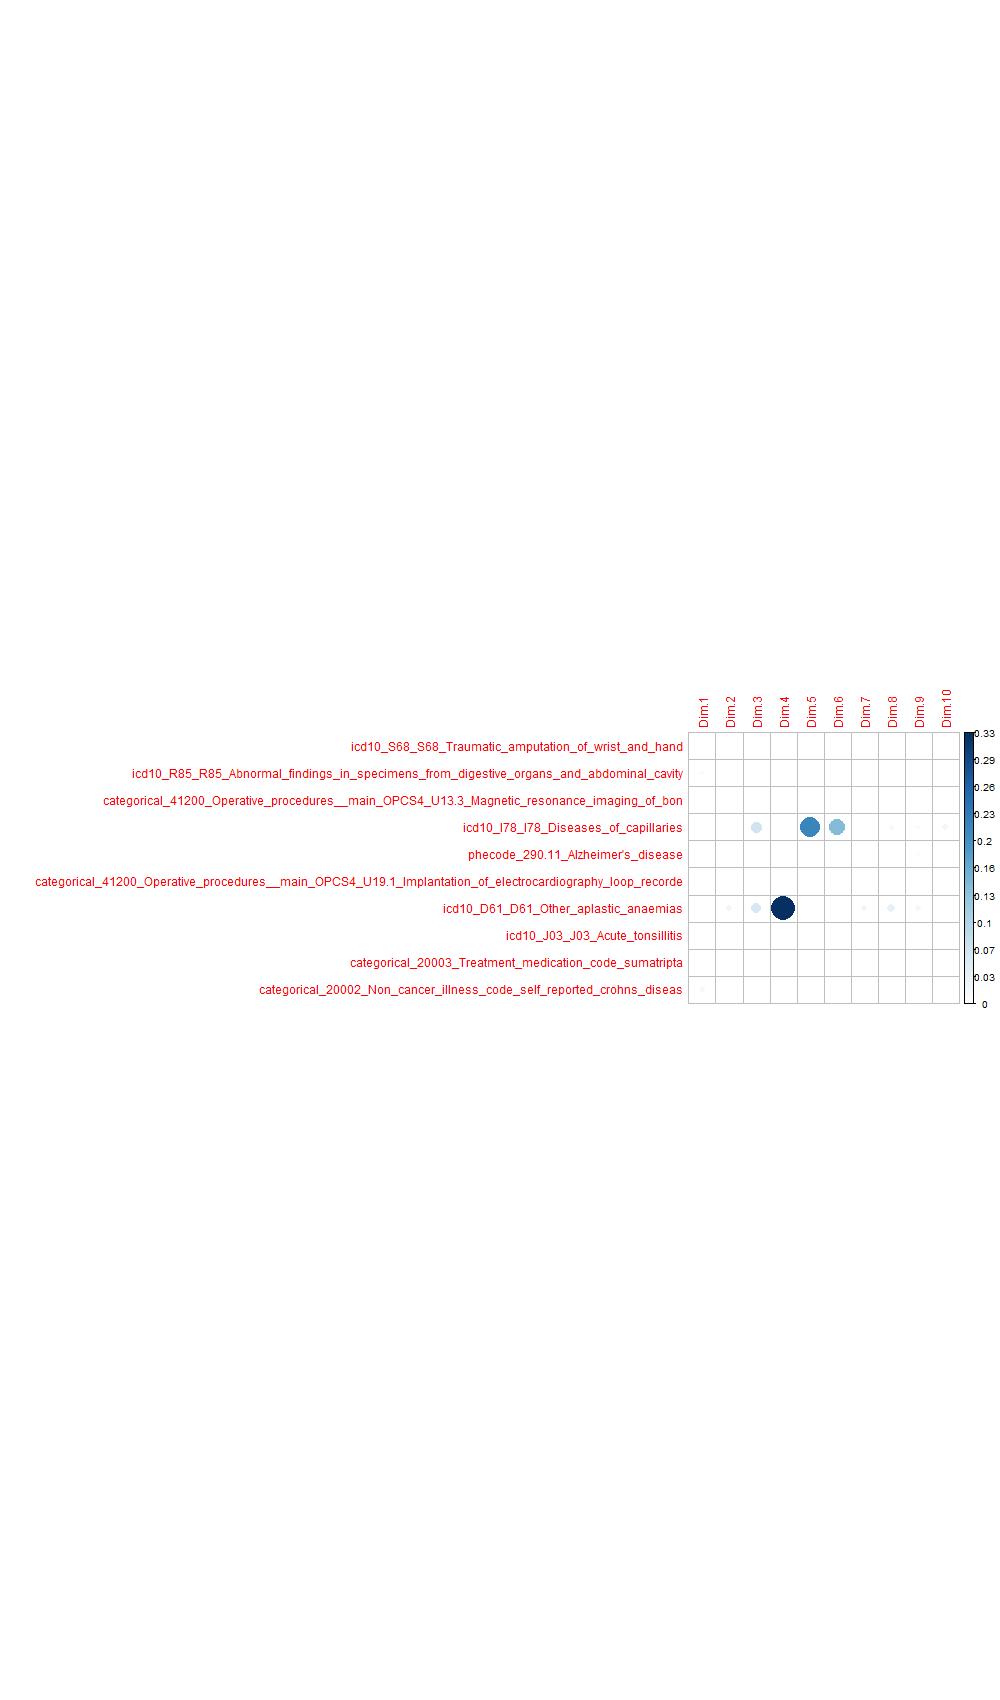 Dim.1 Dim.2 Dim.3 Dim.4 Dim.5 Dim.6 Dim.7 Dim.8 Dim.9 Dim.10
icd10_S68_S68_Traumatic_amputation_of_wrist_and_hand
icd10_R85_R85_Abnormal_findings_in_specimens_from_digestive_organs_and_abdominal_cavity
categorical_41200_Operative_procedures__main_OPCS4_U13.3_Magnetic_resonance_imaging_of_bon
icd10_I78_I78_Diseases_of_capillaries
phecode_290.11_Alzheimer's_disease
categorical_41200_Operative_procedures__main_OPCS4_U19.1_Implantation_of_electrocardiography_loop_recorde
icd10_D61_D61_Other_aplastic_anaemias
icd10_J03_J03_Acute_tonsillitis
categorical_20003_Treatment_medication_code_sumatripta
categorical_20002_Non_cancer_illness_code_self_reported_crohns_diseas
0.33
0.29
0.26
0.23
0.2
0.16
0.13
0.1
0.07
0.03
0